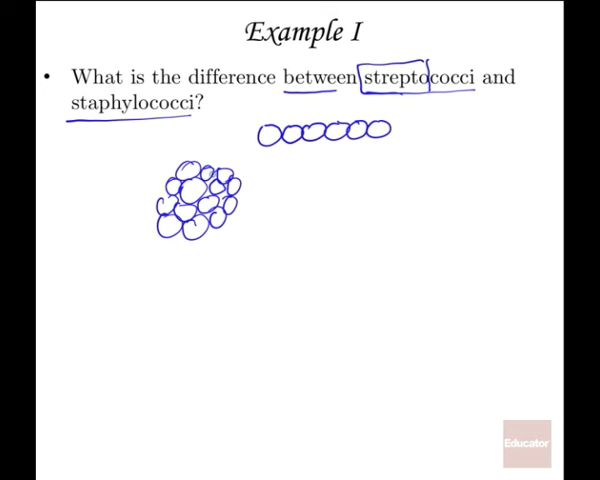 Example I
• What is the difference between streptococci and
staphylococci?
Educator